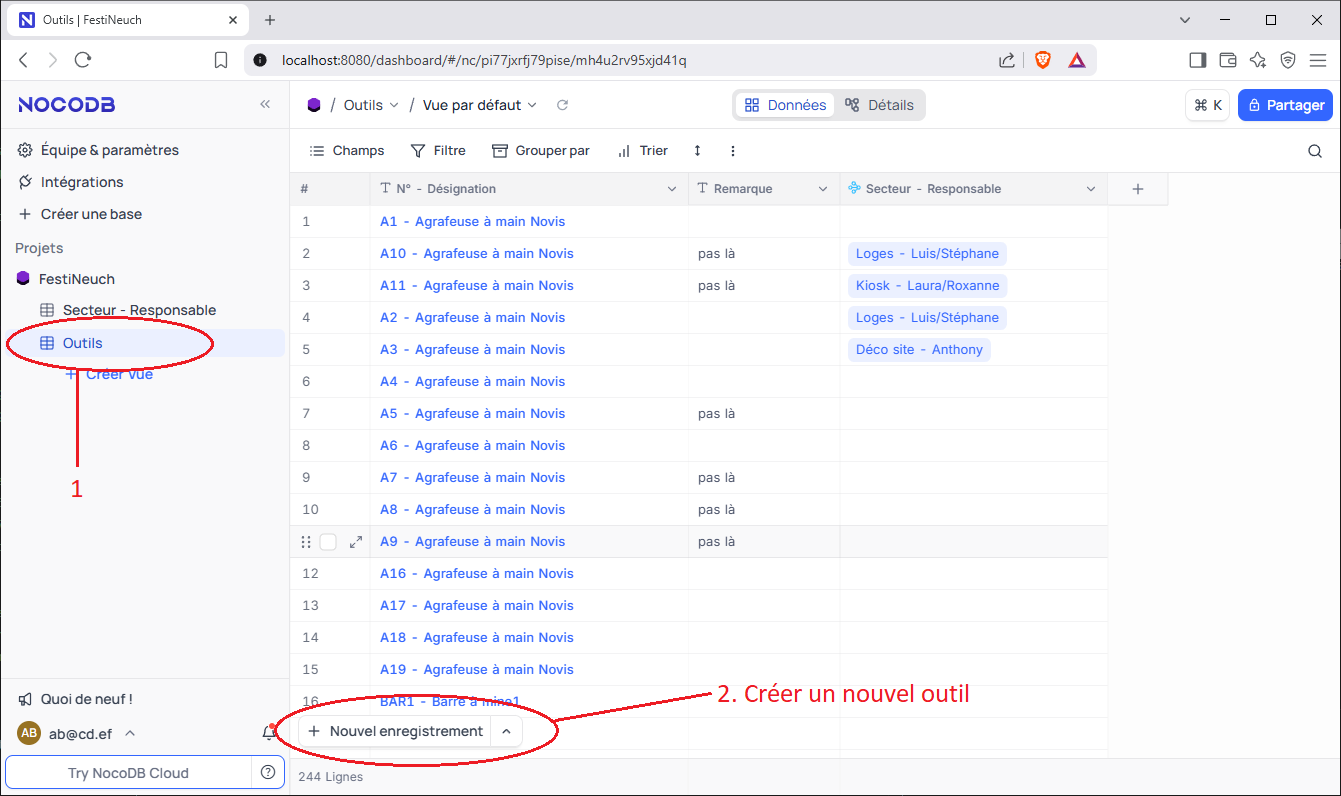 Outils | FestiNeuch
localhost:8080/dashboard/#/nc/pi77jxrfj79pise/mh4u2rv95xjd41q
NOCODB
/ Outils / Vue par défaut
Données Détails
⌘ K Partager
Équipe & paramètres
Intégrations
Créer une base
Projets
FestiNeuch
Secteur - Responsable
Outils
+ Créer vue
1
Quoi de neuf !
AB ab@cd.ef
Try NocoDB Cloud
Champs Filtre Grouper par Trier
# N° - Désignation Remarque Secteur - Responsable
1 A1 - Agrafeuse à main Novis
2 A10 - Agrafeuse à main Novis pas là Loges - Luis/Stéphane
3 A11 - Agrafeuse à main Novis pas là Kiosk - Laura/Roxanne
4 A2 - Agrafeuse à main Novis Loges - Luis/Stéphane
5 A3 - Agrafeuse à main Novis Déco site - Anthony
6 A4 - Agrafeuse à main Novis
7 A5 - Agrafeuse à main Novis pas là
8 A6 - Agrafeuse à main Novis
9 A7 - Agrafeuse à main Novis pas là
10 A8 - Agrafeuse à main Novis pas là
A9 - Agrafeuse à main Novis pas là
12 A16 - Agrafeuse à main Novis
13 A17 - Agrafeuse à main Novis
14 A18 - Agrafeuse à main Novis
15 A19 - Agrafeuse à main Novis
16 BAR1 - Barre à mine1
2. Créer un nouvel outil
+ Nouvel enregistrement
244 Lignes